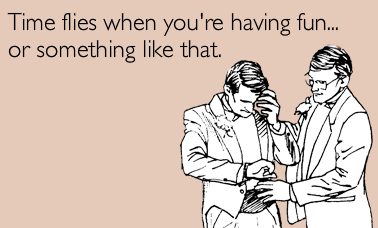 Time flies when you're having fun...
or something like that.